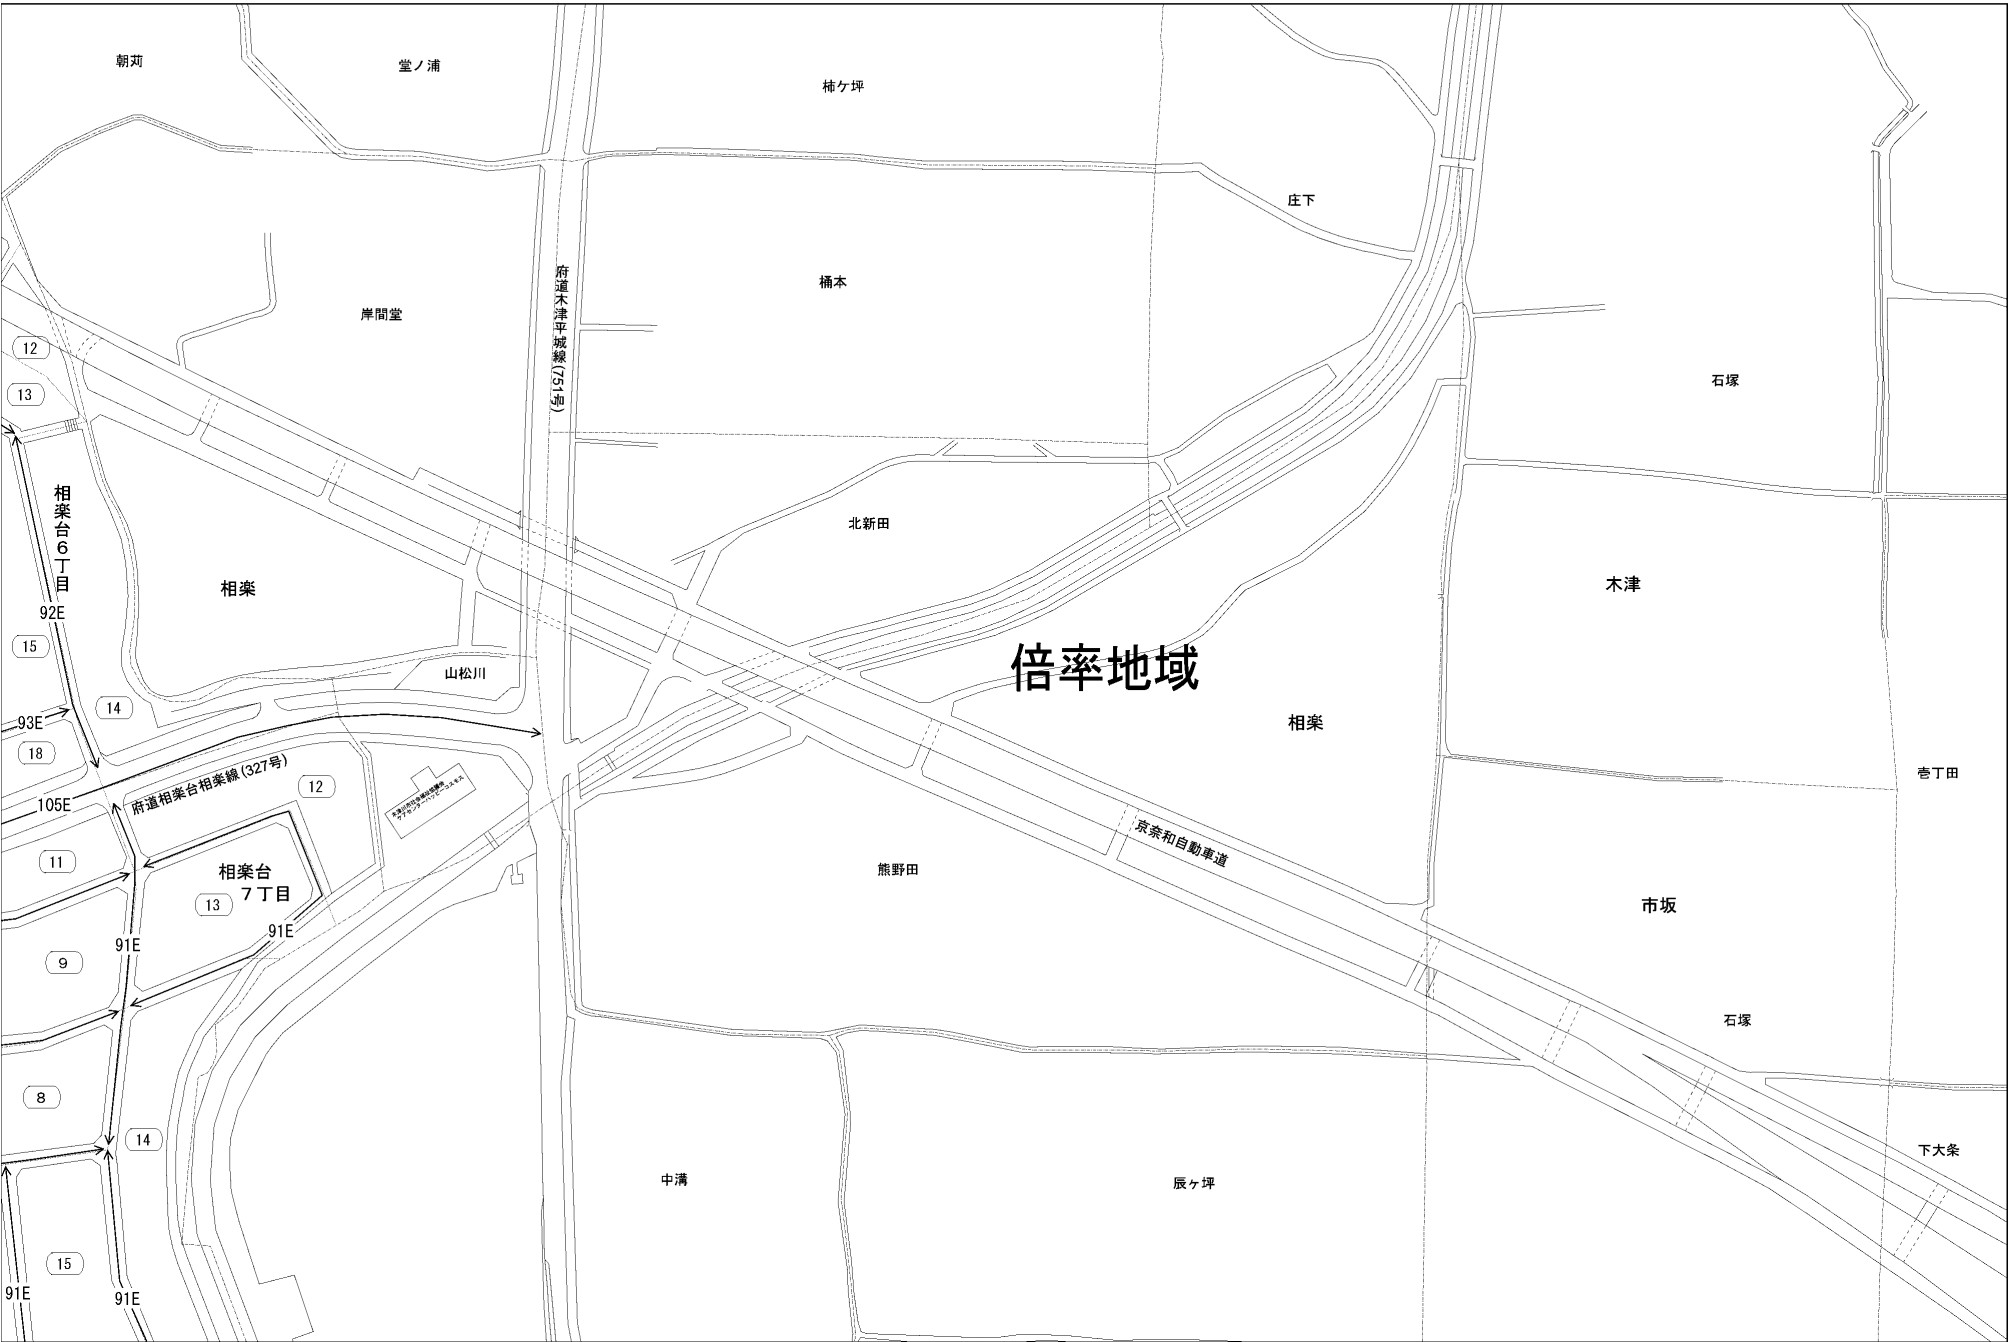 朝苅
堂ノ浦
柿ケ坪
庄下
府道木津平城線(751号)
桶本
岸間堂
12
13
石塚
相楽台6丁目
北新田
相楽
木津
92E
15
倍率地域
山松川
14
相楽
93E
18
府道相楽台相楽線(327号)
12
壱丁田
105E
京奈和自動車道
11
相楽台
7丁目
13
熊野田
市坂
91E
91E
9
石塚
8
14
下大条
中溝
辰ヶ坪
15
91E
91E